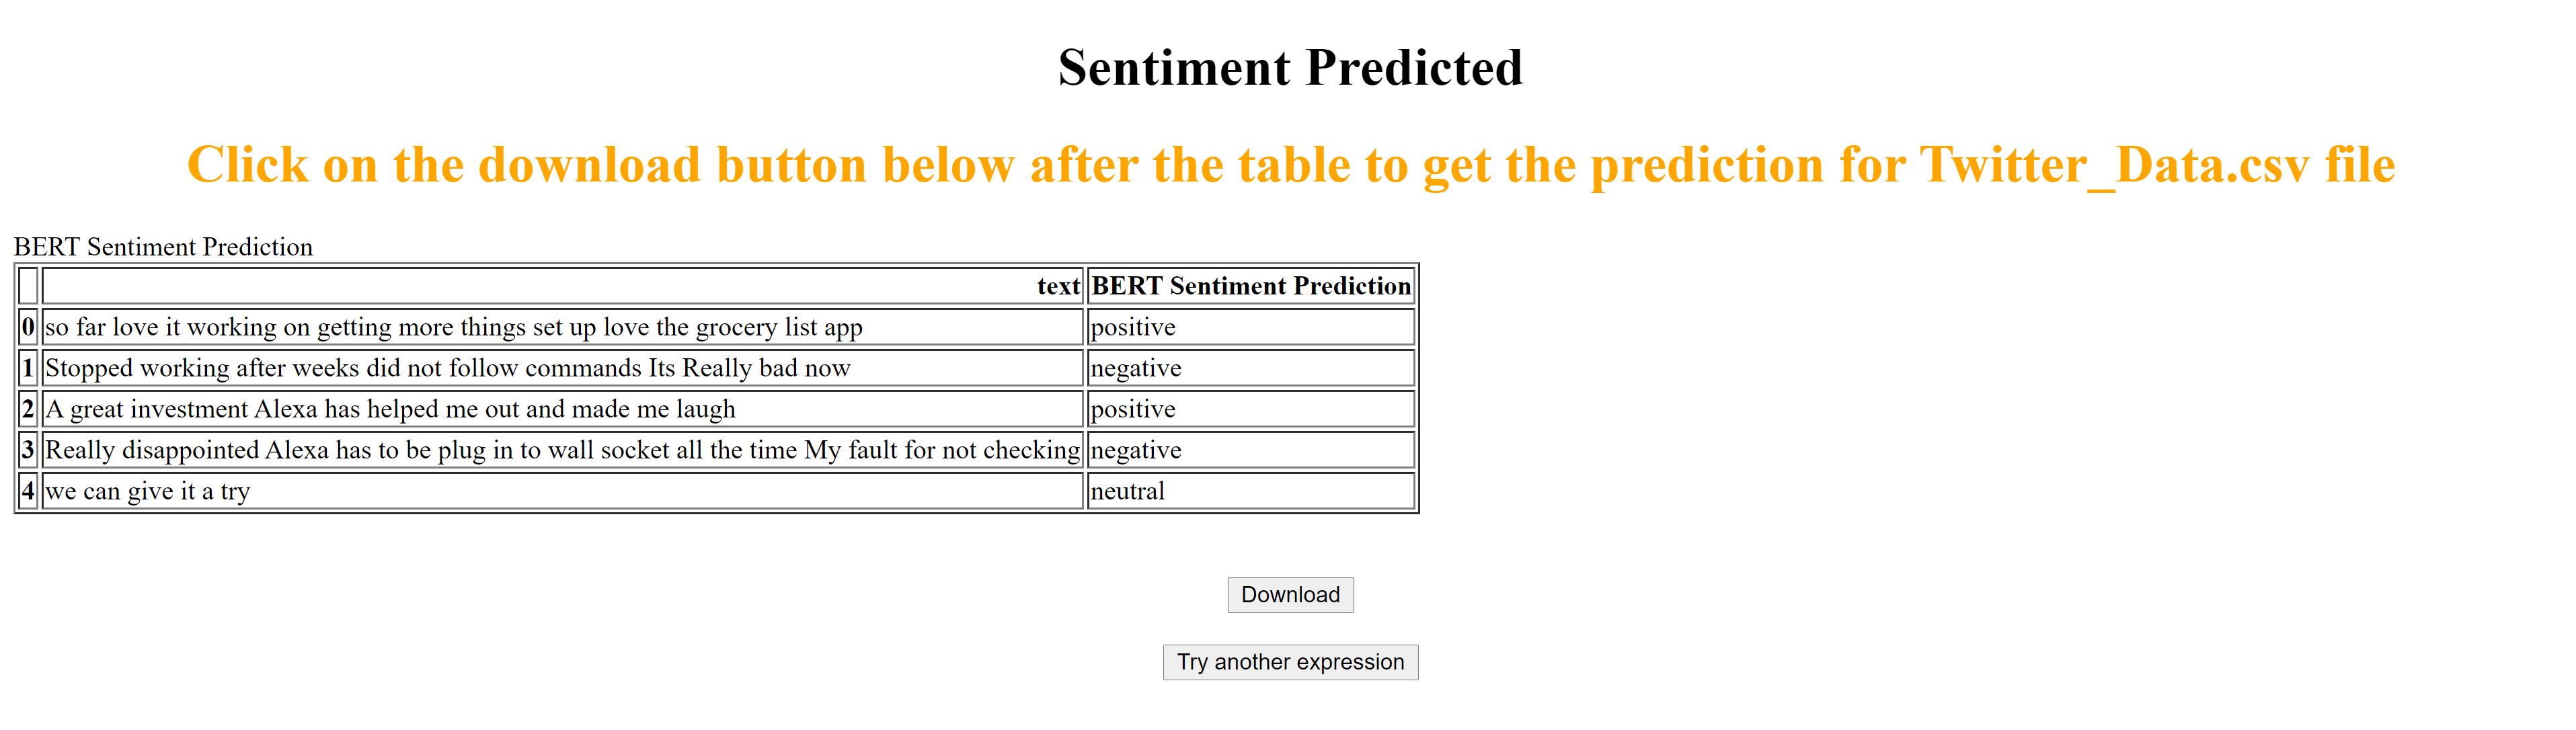 Sentiment Predicted
Click on the download button below after the table to get the prediction for Twitter_Data.csv file
BERT Sentiment Prediction
text BERT Sentiment Prediction
0 so far love it working on getting more things set up love the grocery list app positive
1 Stopped working after weeks did not follow commands Its Really bad now negative
2 A great investment Alexa has helped me out and made me laugh positive
3 Really disappointed Alexa has to be plug in to wall socket all the time My fault for not checking negative
4 we can give it a try neutral
Download
Try another expression